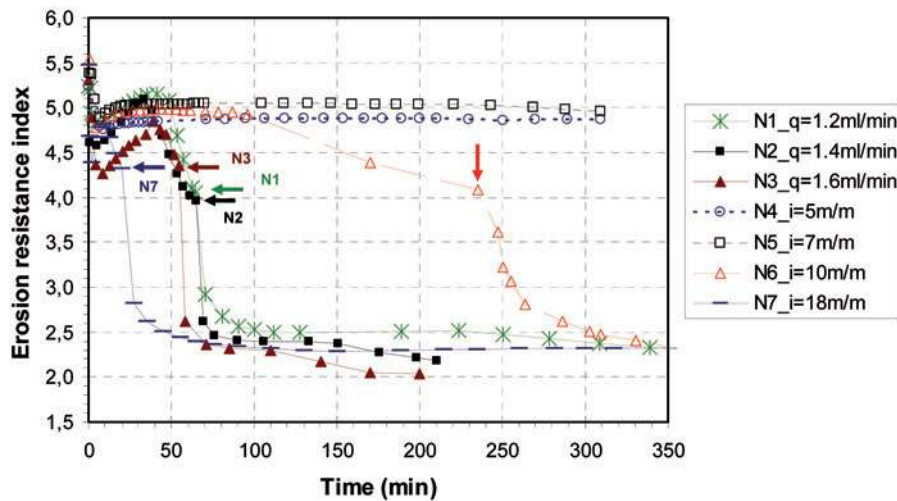 6,0
5,5
5,0
4,5
4,0
3,5
3,0
2,5
2,0
1,5
Erosion resistance index
N7
N3
N1
N2
0 50 100 150 200 250 300 350
Time (min)
N1_q=1.2ml/min
N2_q=1.4ml/min
N3_q=1.6ml/min
N4_i=5m/m
N5_i=7m/m
N6_i=10m/m
N7_i=18m/m